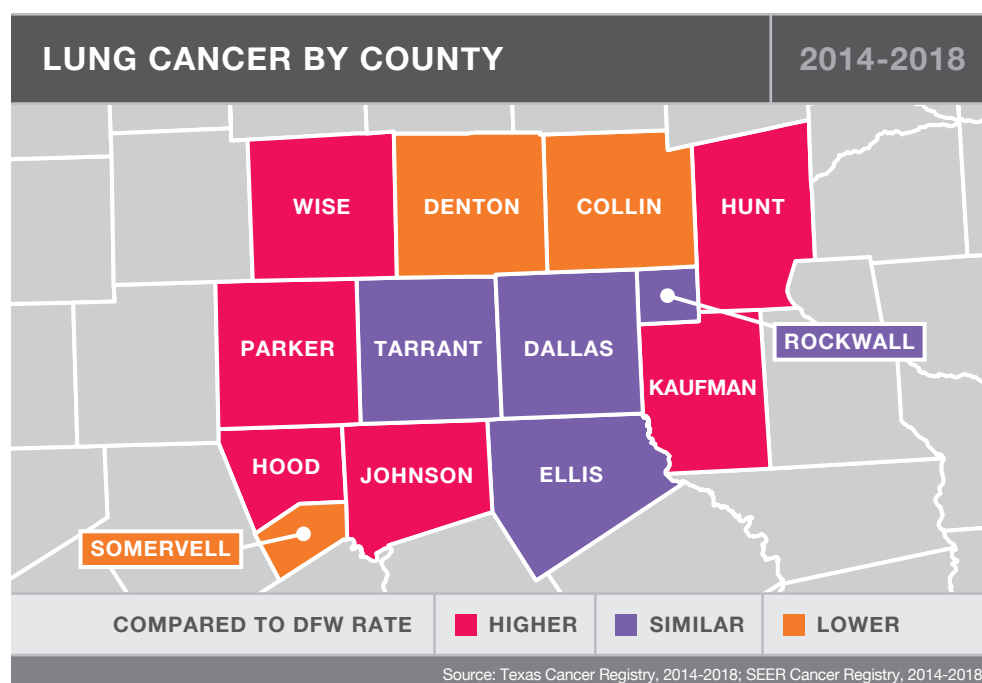 LUNG CANCER BY COUNTY
2014-2018
WISE
DENTON
COLLIN
HUNT
PARKER
TARRANT
DALLAS
ROCKWALL
KAUFMAN
HOOD
JOHNSON
ELLIS
SOMERVELL
COMPARED TO DFW RATE
HIGHER
SIMILAR
LOWER
Source: Texas Cancer Registry, 2014-2018; SEER Cancer Registry, 2014-2018